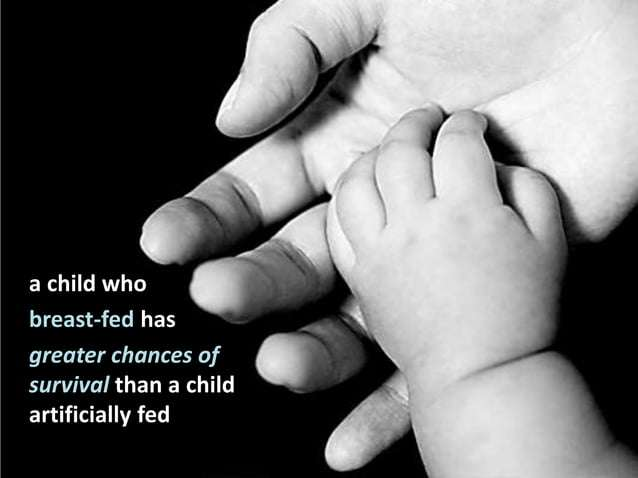 a child who
breast-fed has
greater chances of
survival than a child
artificially fed